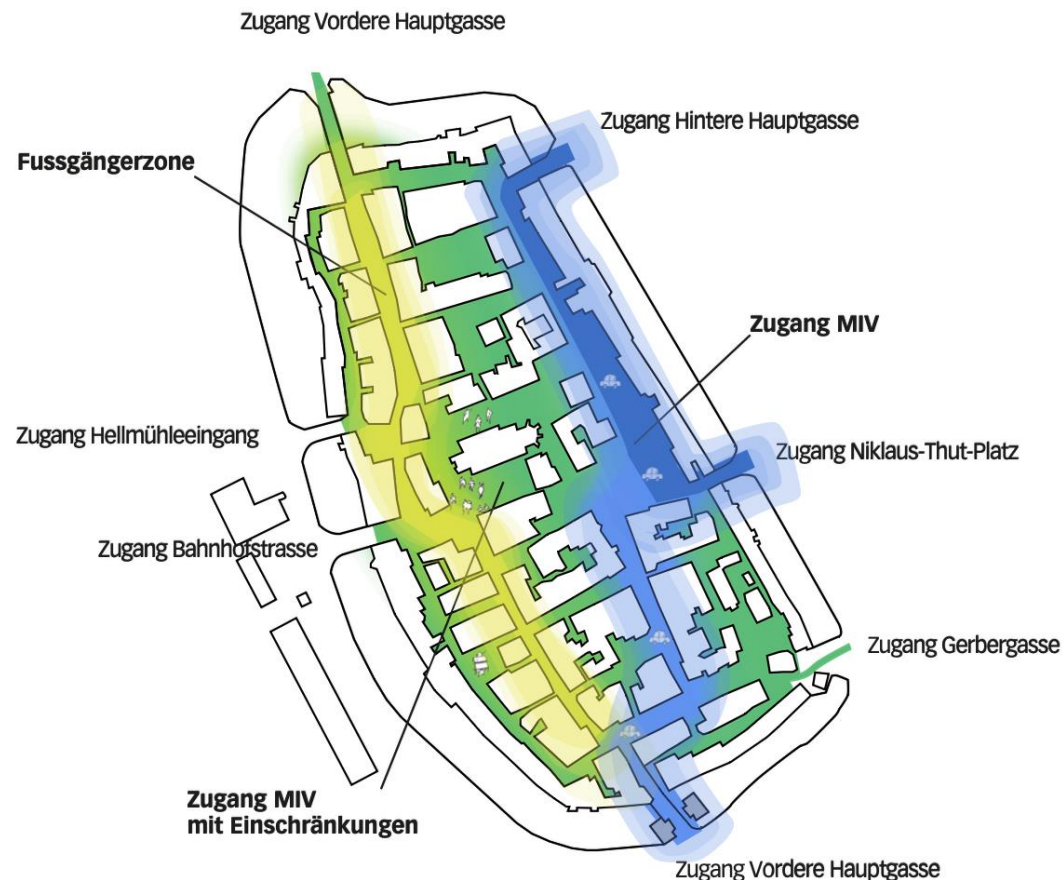 Zugang Vordere Hauptgasse
Zugang Hintere Hauptgasse
Fussgängerzone
Zugang MIV
Zugang Hellmühleeingang
Zugang Niklaus-Thut-Platz
Zugang Bahnhofstrasse
Zugang Gerbergasse
Zugang MIV
mit Einschränkungen
Zugang Vordere Hauptgasse